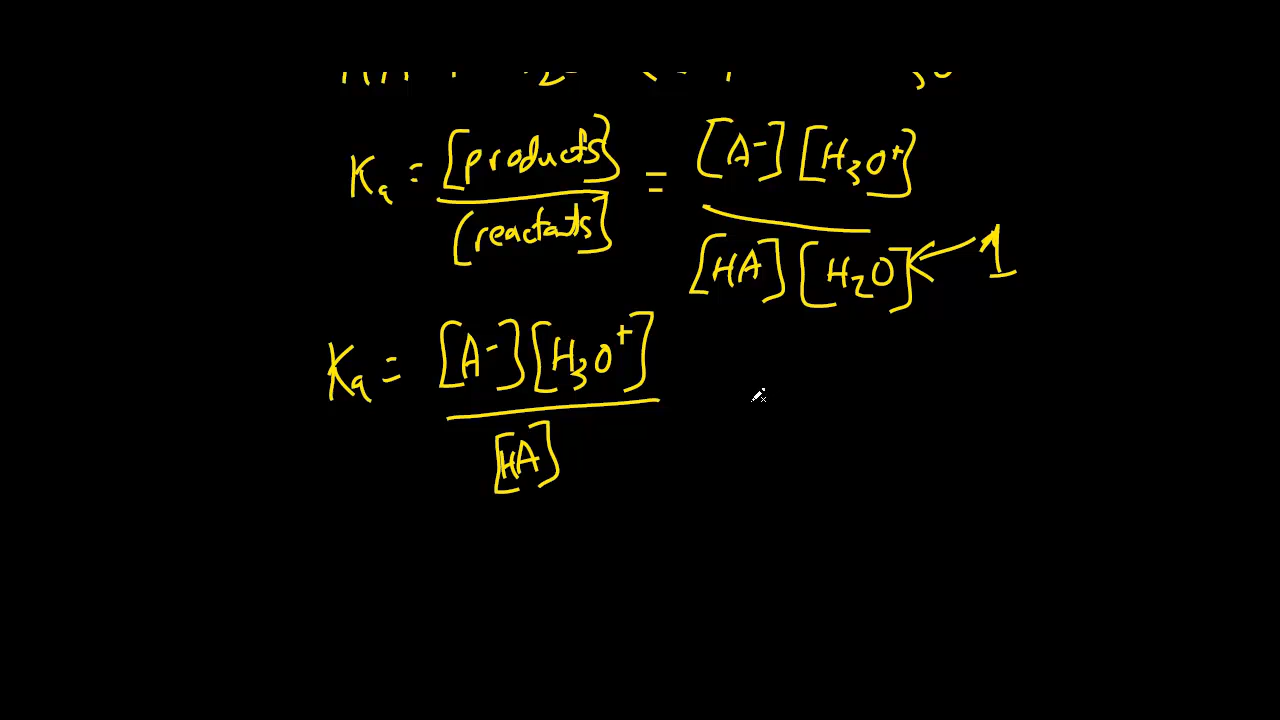 Ka = [products] / [reactants] = [A-][H3O+] / [HA][H2O] ← 1
Ka = [A-][H3O+] / [HA]